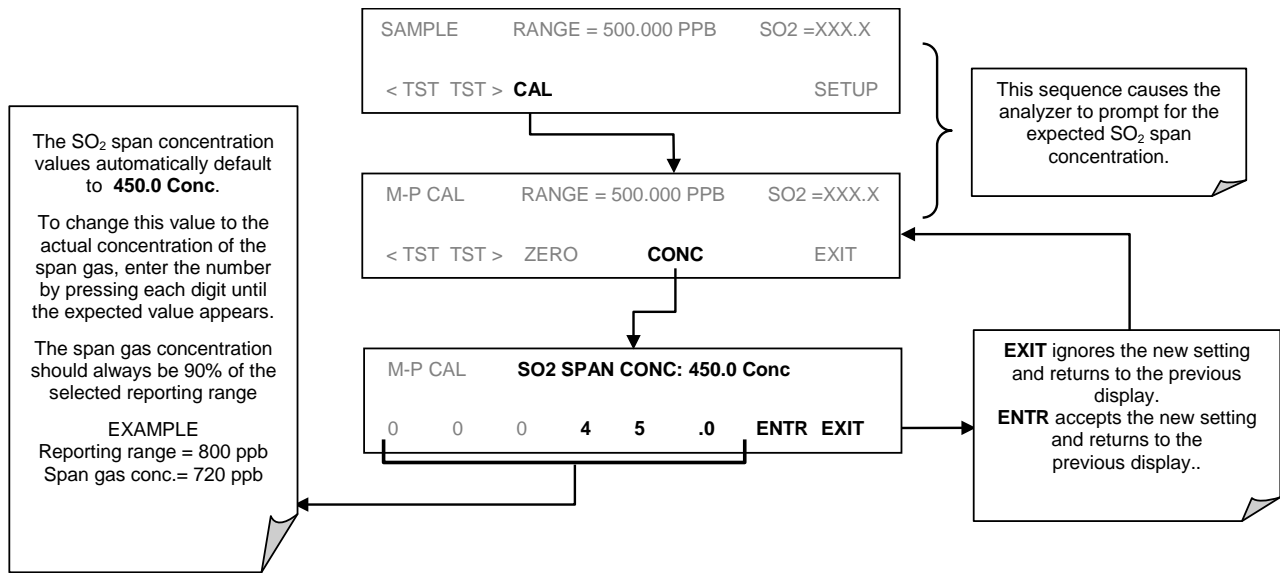 SAMPLE RANGE = 500.000 PPB SO2 =XXX.X
< TST TST > CAL SETUP
This sequence causes the
analyzer to prompt for the
expected SO2 span
concentration.
The SO2 span concentration
values automatically default
to 450.0 Conc.
To change this value to the
actual concentration of the
span gas, enter the number
by pressing each digit until
the expected value appears.
The span gas concentration
should always be 90% of the
selected reporting range
EXAMPLE
Reporting range = 800 ppb
Span gas conc.= 720 ppb
M-P CAL RANGE = 500.000 PPB SO2 =XXX.X
< TST TST > ZERO CONC EXIT
M-P CAL SO2 SPAN CONC: 450.0 Conc
0 0 0 4 5 .0 ENTR EXIT
EXIT ignores the new setting
and returns to the previous
display.
ENTR accepts the new setting
and returns to the
previous display..